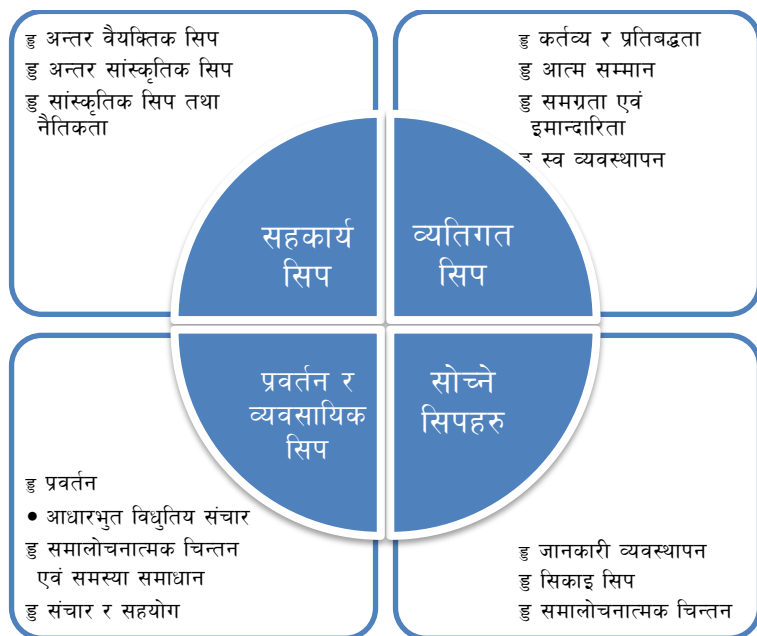 ड्ड अन्तर वैयक्तिक सिप
ड्ड अन्तर सांस्कृतिक सिप
ड्ड सांस्कृतिक सिप तथा
नैतिकता
ड्ड कर्तव्य र प्रतिबद्धता
ड्ड आत्म सम्मान
ड्ड समग्रता एवं
इमान्दारिता
ड्ड स्व व्यवस्थापन
सहकार्य
सिप
व्यतिगत
सिप
प्रवर्तन र
व्यवसायिक
सिप
सोच्ने
सिपहरु
ड्ड प्रवर्तन
• आधारभुत विधुतिय संचार
ड्ड समालोचनात्मक चिन्तन
एवं समस्या समाधान
ड्ड संचार र सहयोग
ड्ड जानकारी व्यवस्थापन
ड्ड सिकाइ सिप
ड्ड समालोचनात्मक चिन्तन